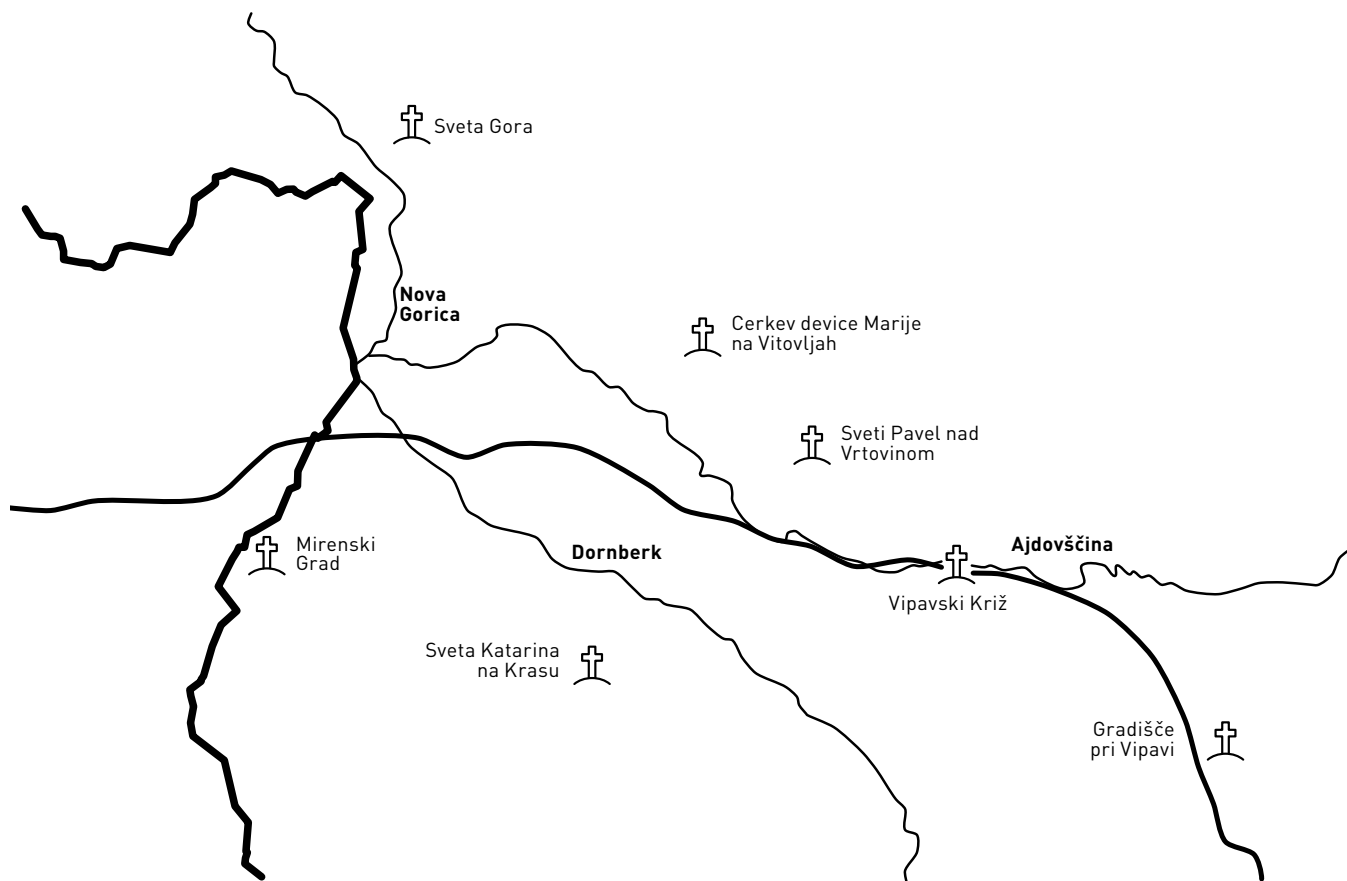 Sveta Gora
Nova
Gorica
Cerkev device Marije
na Vitovljah
Sveti Pavel nad
Vrtovinom
Mirenski
Grad
Dornberk
Ajdovščina
Vipavski Križ
Sveta Katarina
na Krasu
Gradišče
pri Vipavi